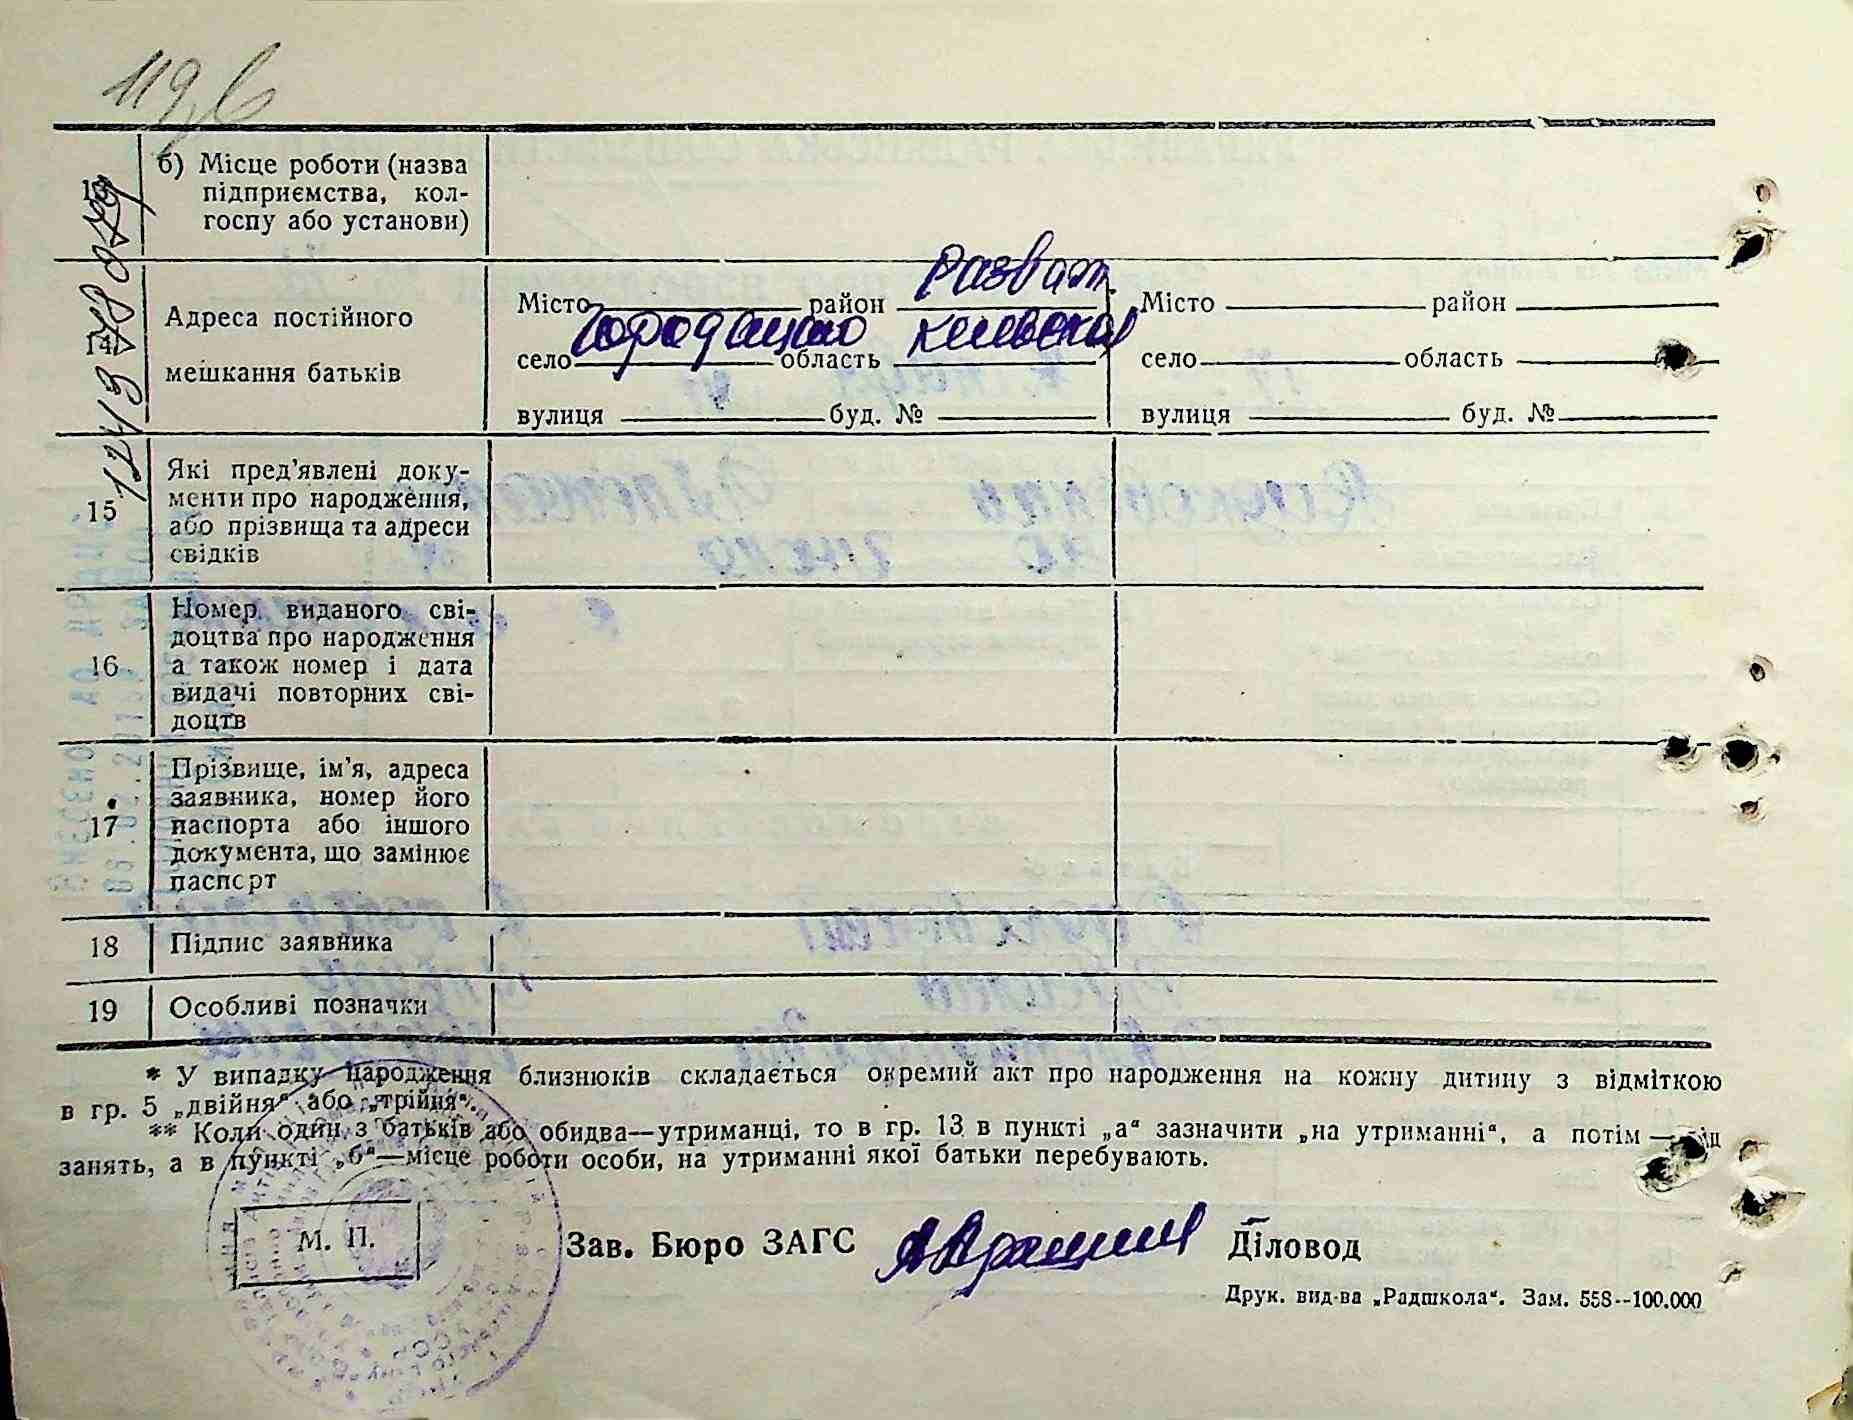 119 зв
13
б) Місце роботи (назва
підприємства, кол-
госпу або установи)
14
Адреса постійного
мешкання батьків
Місто район Розваж.
село Городещино область Киевская
вулиця буд. №
Місто район
село область
вулиця буд. №
15
Які пред’явлені доку-
менти про народження,
або прізвища та адреси
свідків
16
Номер виданого сві-
доцтва про народження
а також номер і дата
видачі повторних сві-
доцтв
17
Прізвище, ім’я, адреса
заявника, номер його
паспорта або іншого
документа, що замінює
паспорт
18
Підпис заявника
19
Особливі позначки
* У випадку народження близнюків складається окремий акт про народження на кожну дитину з відміткою
в гр. 5 „двійня“ або „трійня“.
** Коли один з батьків або обидва—утриманці, то в гр. 13 в пункті „а“ зазначити „на утриманні“, а потім —
занять, а в пункті „б“—місце роботи особи, на утриманні якої батьки перебувають.
М. П.
Зав. Бюро ЗАГС
Діловод
Друк. вид-ва „Радшкола“. Зам. 558--100.000